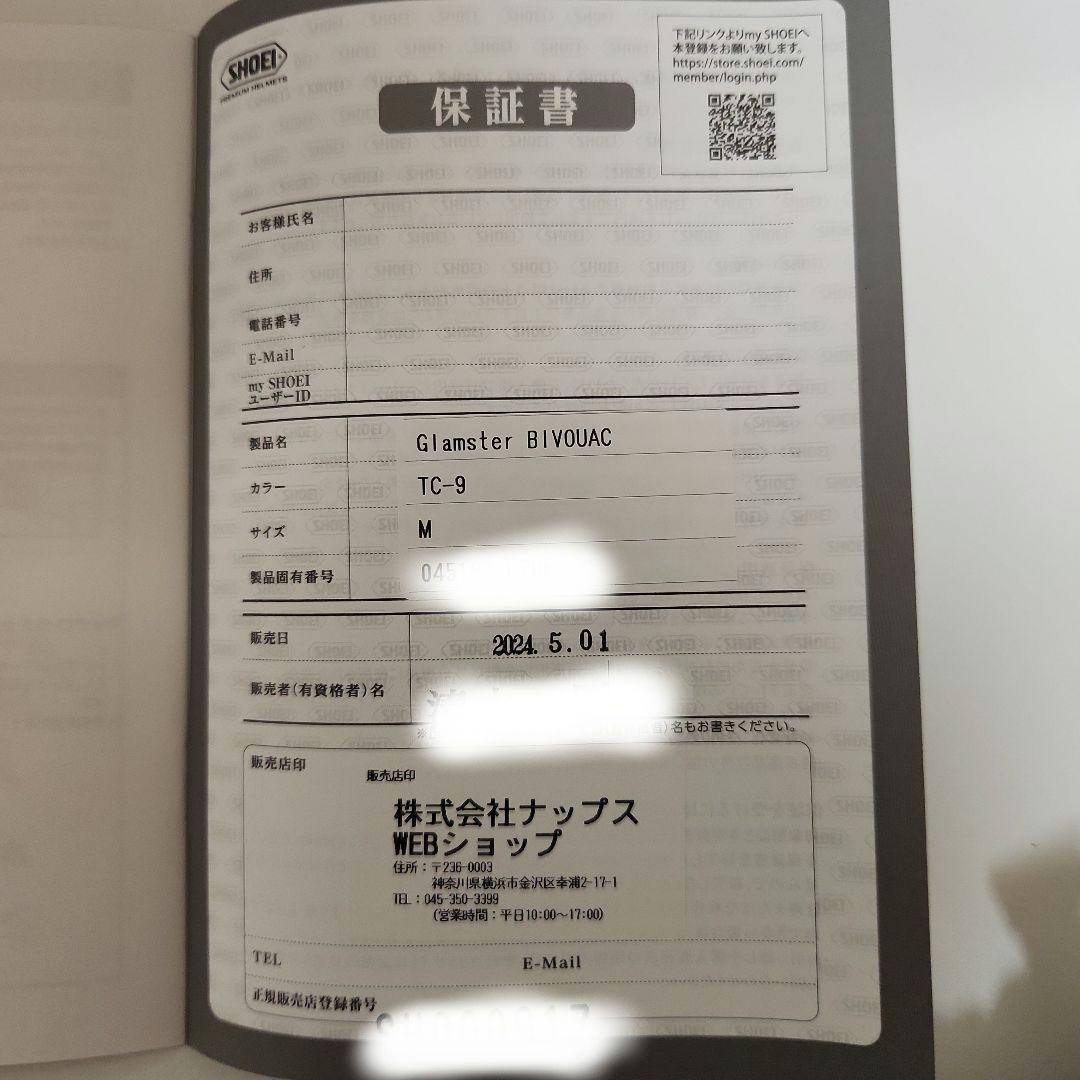 SHOEI
PREMIUM HELMETS
保証書
下記リンクよりmy SHOEIへ
本登録をお願い致します。
https://store.shoei.com/
member/login.php
お客様氏名
住所
電話番号
E-Mail
my SHOEI
ユーザーID
製品名 Glamster BIVOUAC
カラー TC-9
サイズ M
製品固有番号 045
販売日 2024. 5. 01
販売者(有資格者)名
名もお書きください。
販売店印
販売店印
株式会社ナップス
WEBショップ
住所：〒236-0003
神奈川県横浜市金沢区幸浦2-17-1
TEL：045-350-3399
(営業時間：平日10:00～17:00)
TEL E-Mail
正規販売店登録番号